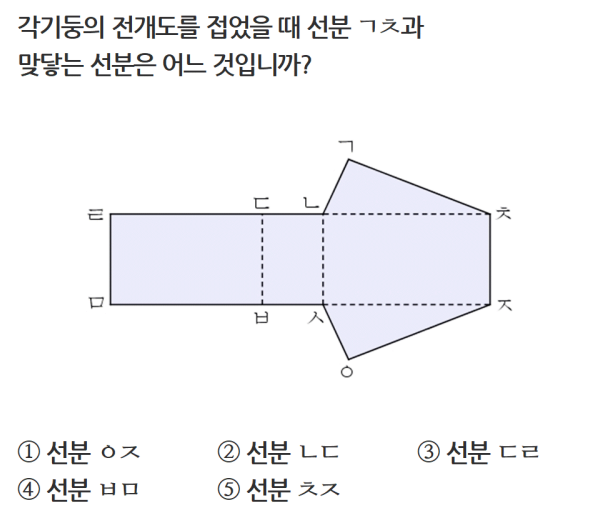 각기둥의 전개도를 접었을 때 선분 ㄱㅊ과
맞닿는 선분은 어느 것입니까?
ㄱ
ㄹ ㄷ ㄴ ㅊ
ㅁ ㅂ ㅅ ㅈ
ㅇ
① 선분 ㅇㅈ ② 선분 ㄴㄷ ③ 선분 ㄷㄹ
④ 선분 ㅂㅁ ⑤ 선분 ㅊㅈ